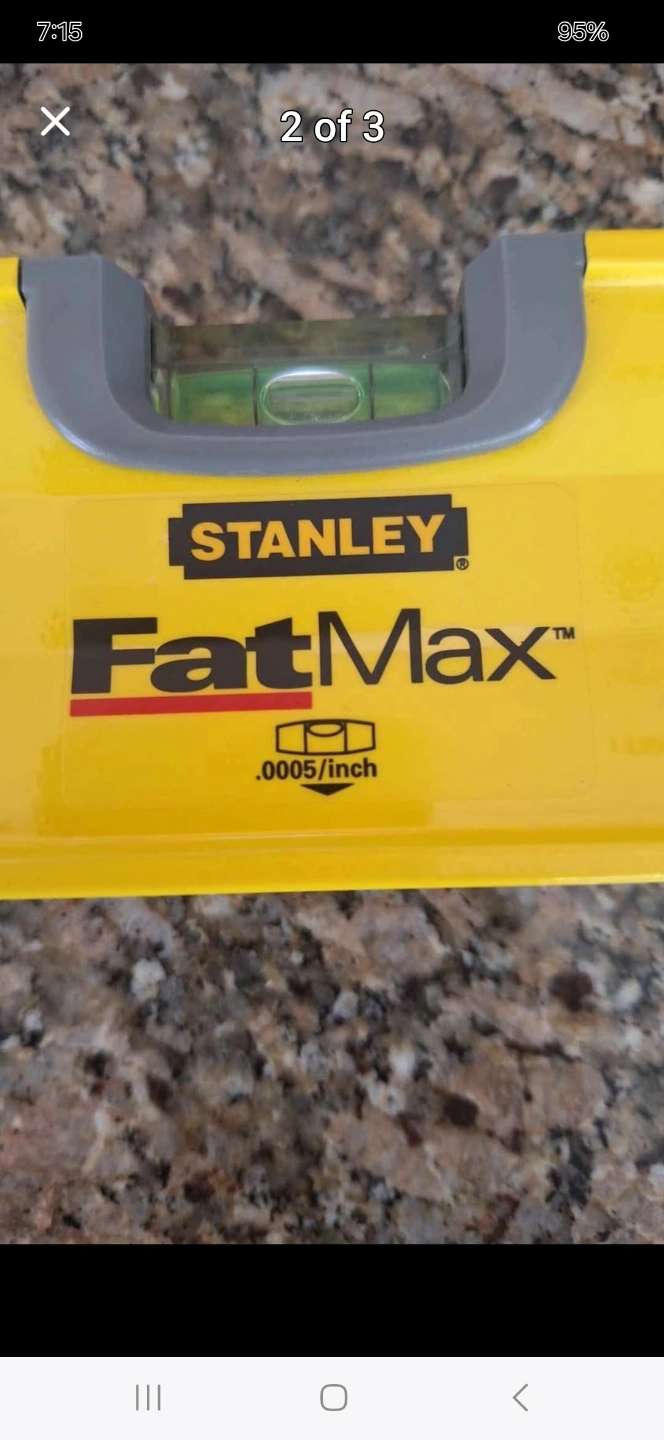 7:15 95%
2 of 3
STANLEY®
FatMax™
.0005/inch